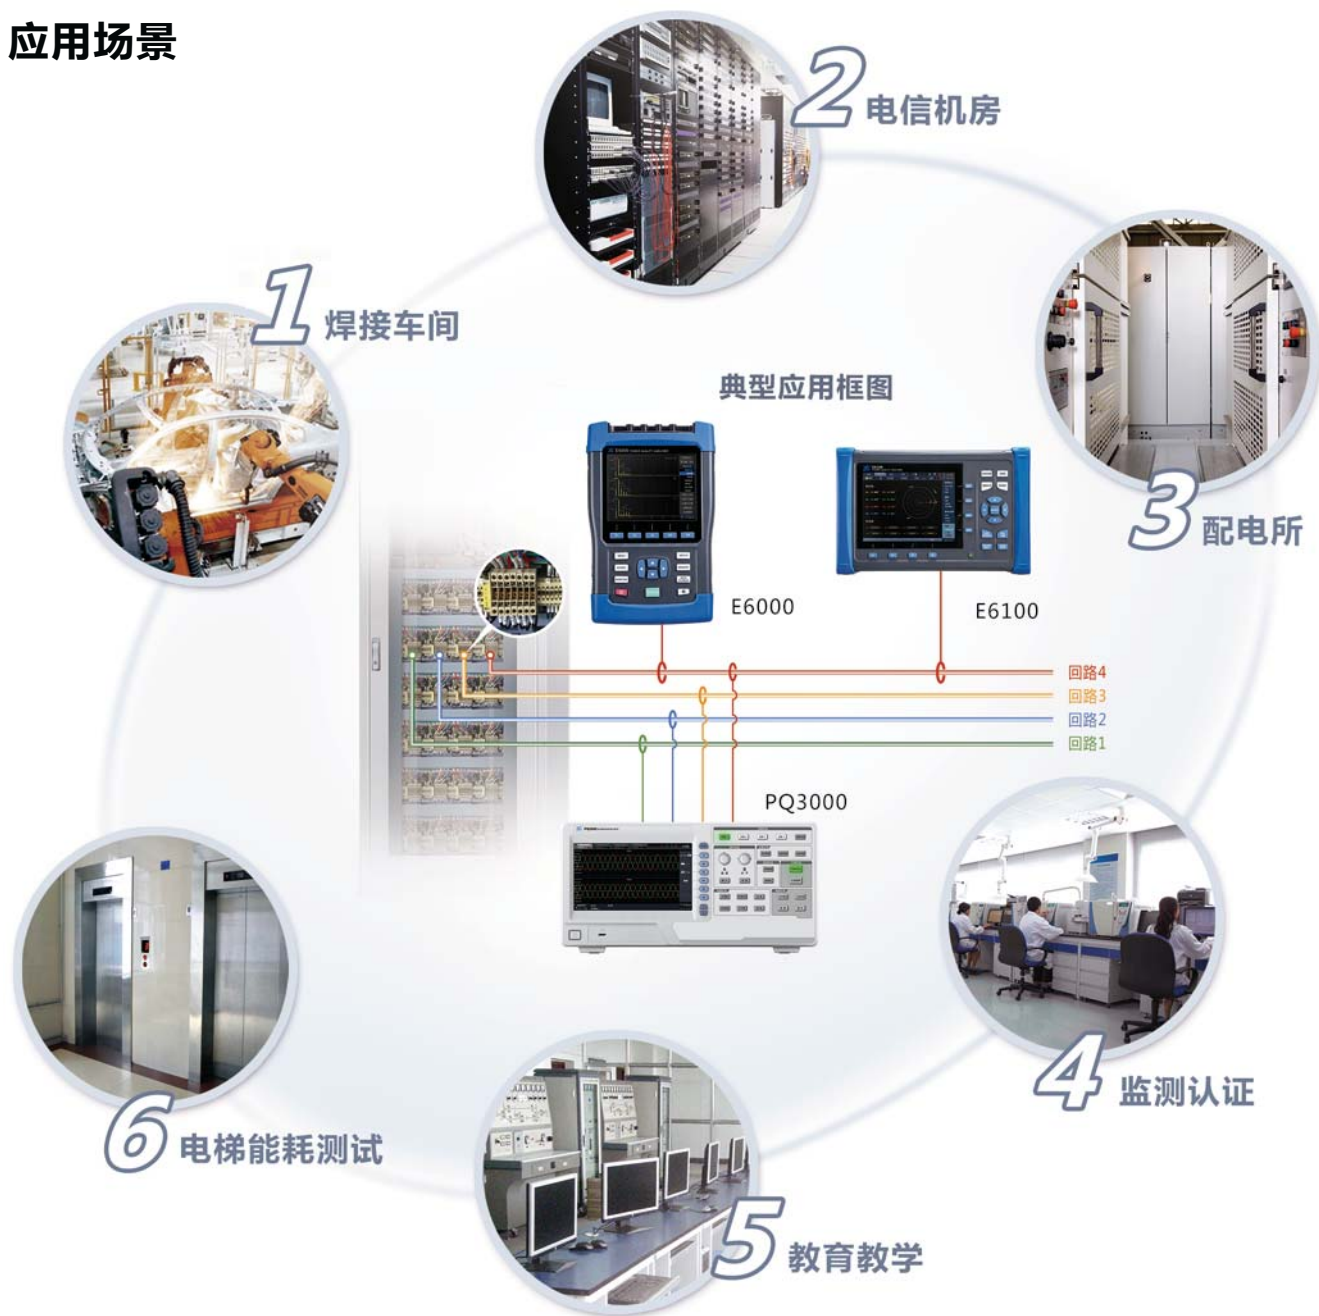 应用场景
2 电信机房
1 焊接车间
典型应用框图
3 配电所
E6000
E6100
回路4
回路3
回路2
回路1
PQ3000
4 监测认证
6 电梯能耗测试
5 教育教学